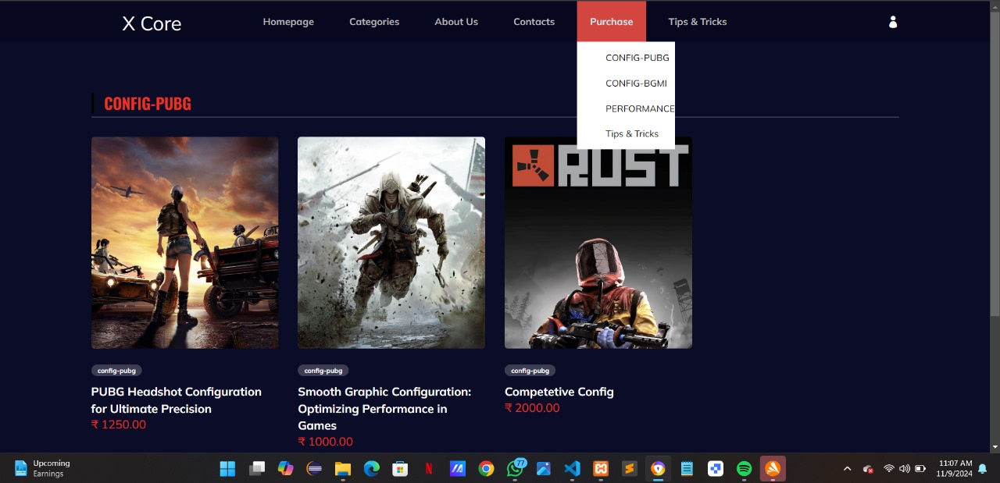 X Core
Homepage
Categories
About Us
Contacts
Purchase
Tips & Tricks
CONFIG-PUBG
CONFIG-BGMI
PERFORMANCE
Tips & Tricks
CONFIG-PUBG
RUST
config-pubg
PUBG Headshot Configuration
for Ultimate Precision
₹ 1250.00
config-pubg
Smooth Graphic Configuration:
Optimizing Performance in
Games
₹ 1000.00
config-pubg
Competetive Config
₹ 2000.00
Upcoming
Earnings
77
11:07 AM
11/9/2024